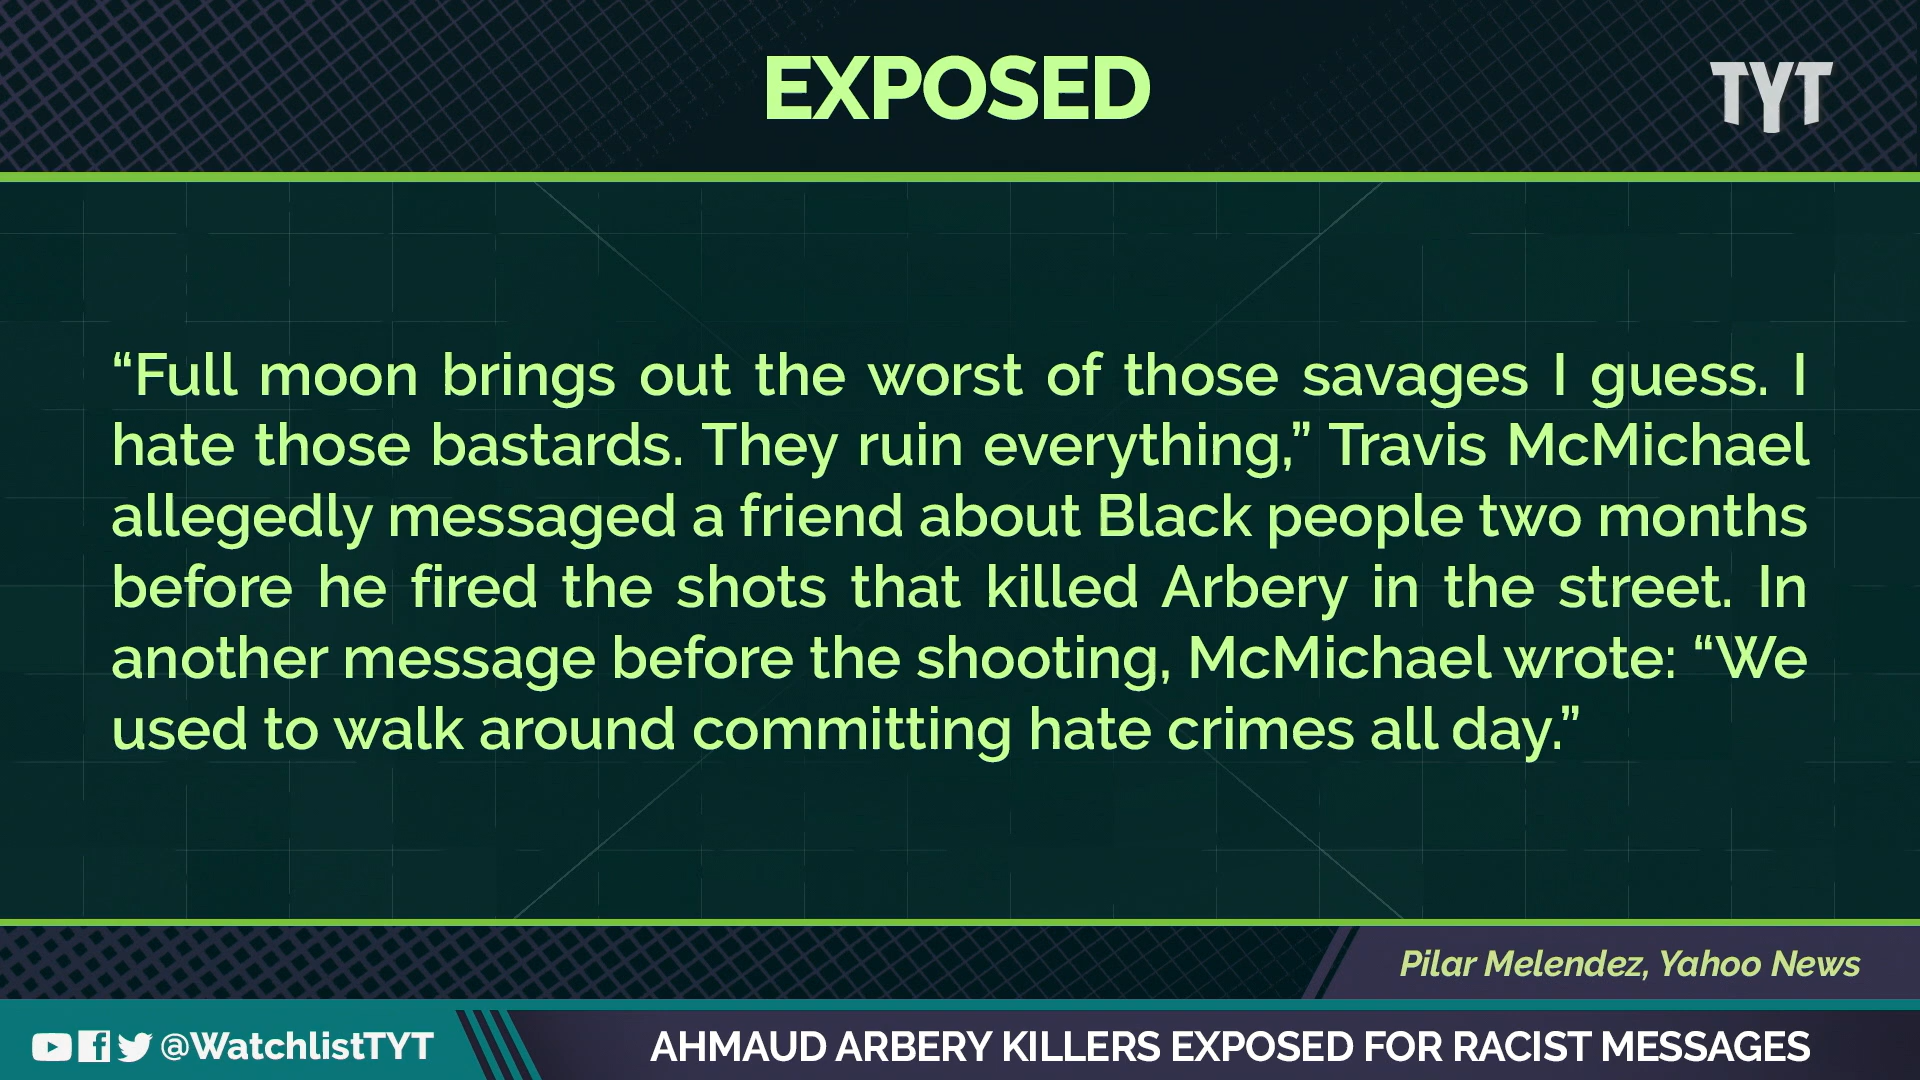 EXPOSED
TYT
“Full moon brings out the worst of those savages I guess. I
hate those bastards. They ruin everything,” Travis McMichael
allegedly messaged a friend about Black people two months
before he fired the shots that killed Arbery in the street. In
another message before the shooting, McMichael wrote: “We
used to walk around committing hate crimes all day.”
Pilar Melendez, Yahoo News
@WatchlistTYT
AHMAUD ARBERY KILLERS EXPOSED FOR RACIST MESSAGES